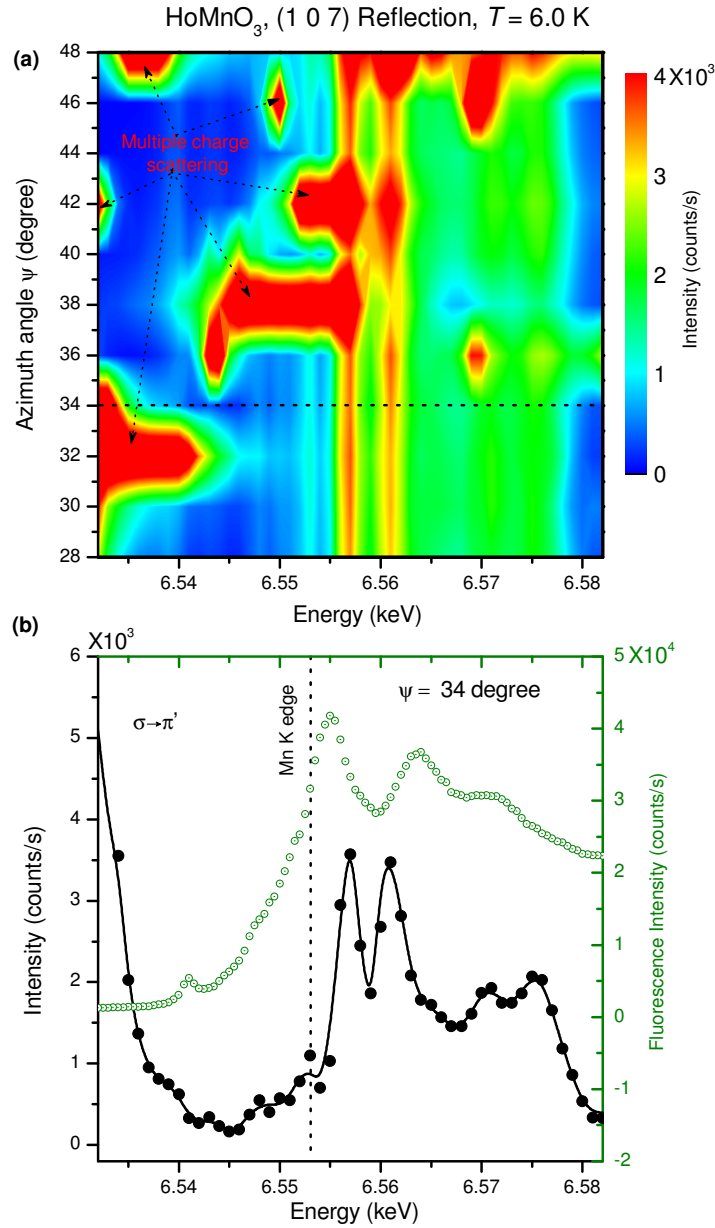 HoMnO3, (1 0 7) Reflection, T = 6.0 K
(a)
48
46
44
42
40
38
36
34
32
30
28
Azimuth angle ψ (degree)
Multiple charge
scattering
6.54
6.55
6.56
6.57
6.58
Energy (keV)
4X10³
3
2
1
0
Intensity (counts/s)
(b)
X10³
6
5
4
3
2
1
0
Intensity (counts/s)
σ→π'
Mn K edge
ψ = 34 degree
5X10⁴
4
3
2
1
0
-1
-2
Fluorescence Intensity (counts/s)
6.54
6.55
6.56
6.57
6.58
Energy (keV)